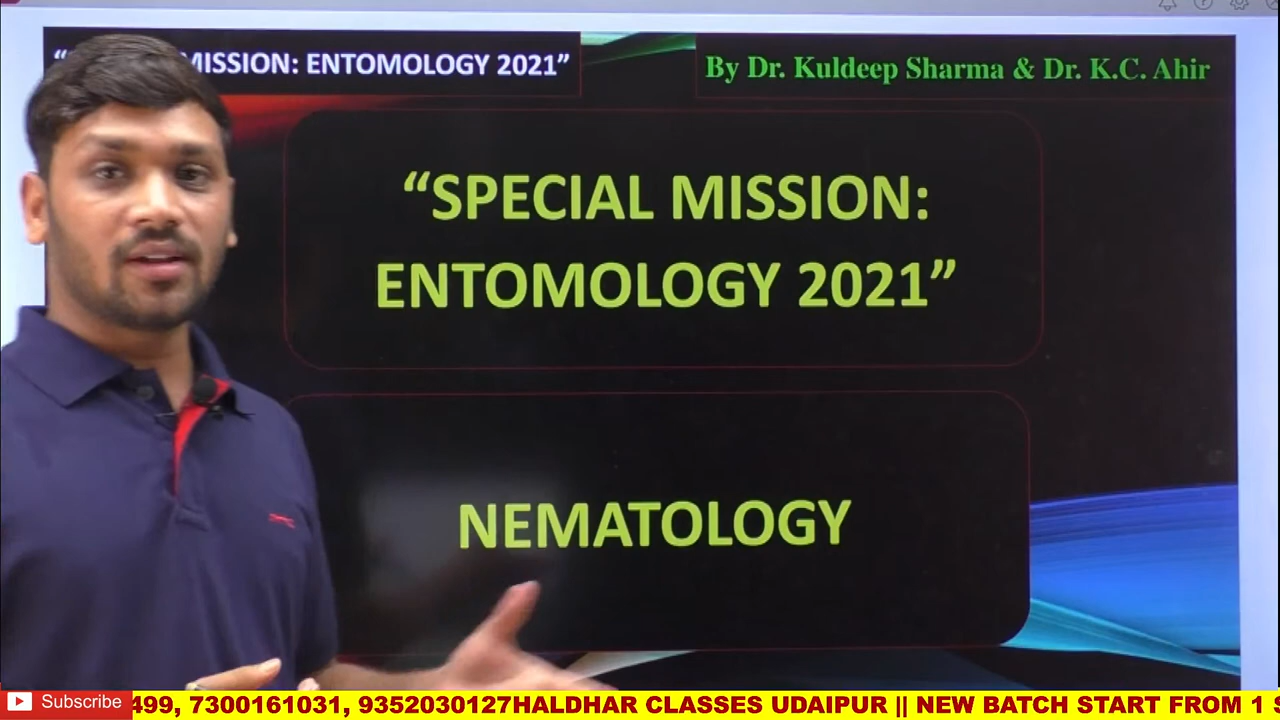 MISSION: ENTOMOLOGY 2021”
By Dr. Kuldeep Sharma & Dr. K.C. Ahir
“SPECIAL MISSION:
ENTOMOLOGY 2021”
NEMATOLOGY
Subscribe
499, 7300161031, 9352030127HALDHAR CLASSES UDAIPUR || NEW BATCH START FROM 1